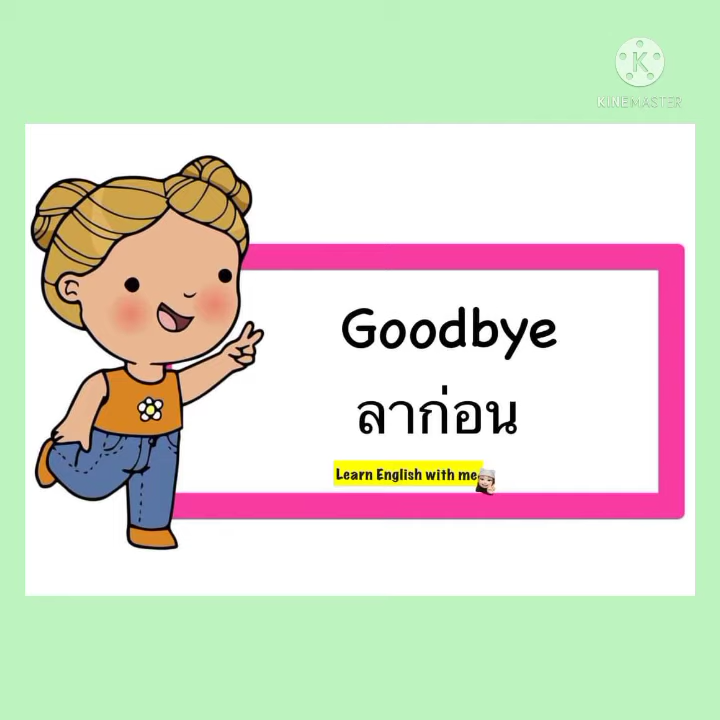 KINEMASTER
Goodbye
ลาก่อน
Learn English with me